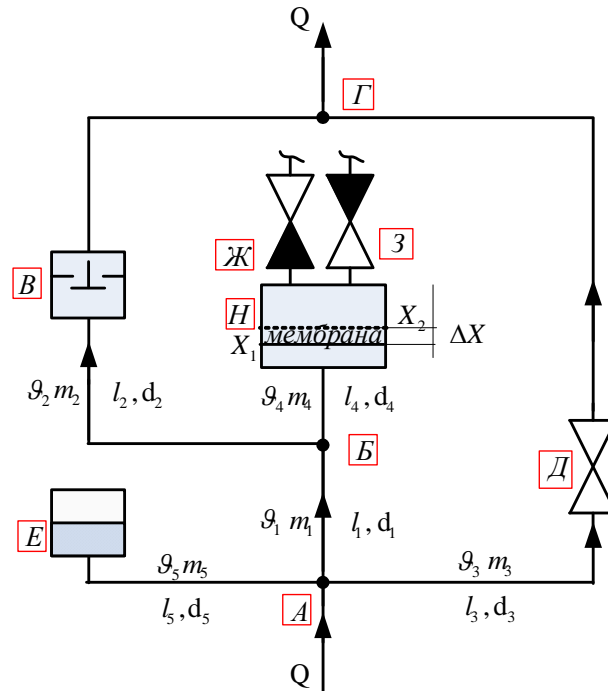 Q
Г
Ж
З
В
Н
X₂
мембрана
X₁
ΔX
ϑ₂ m₂
l₂, d₂
ϑ₄ m₄
l₄, d₄
Б
Д
Е
ϑ₁ m₁
l₁, d₁
ϑ₅ m₅
ϑ₃ m₃
l₅, d₅
А
l₃, d₃
Q